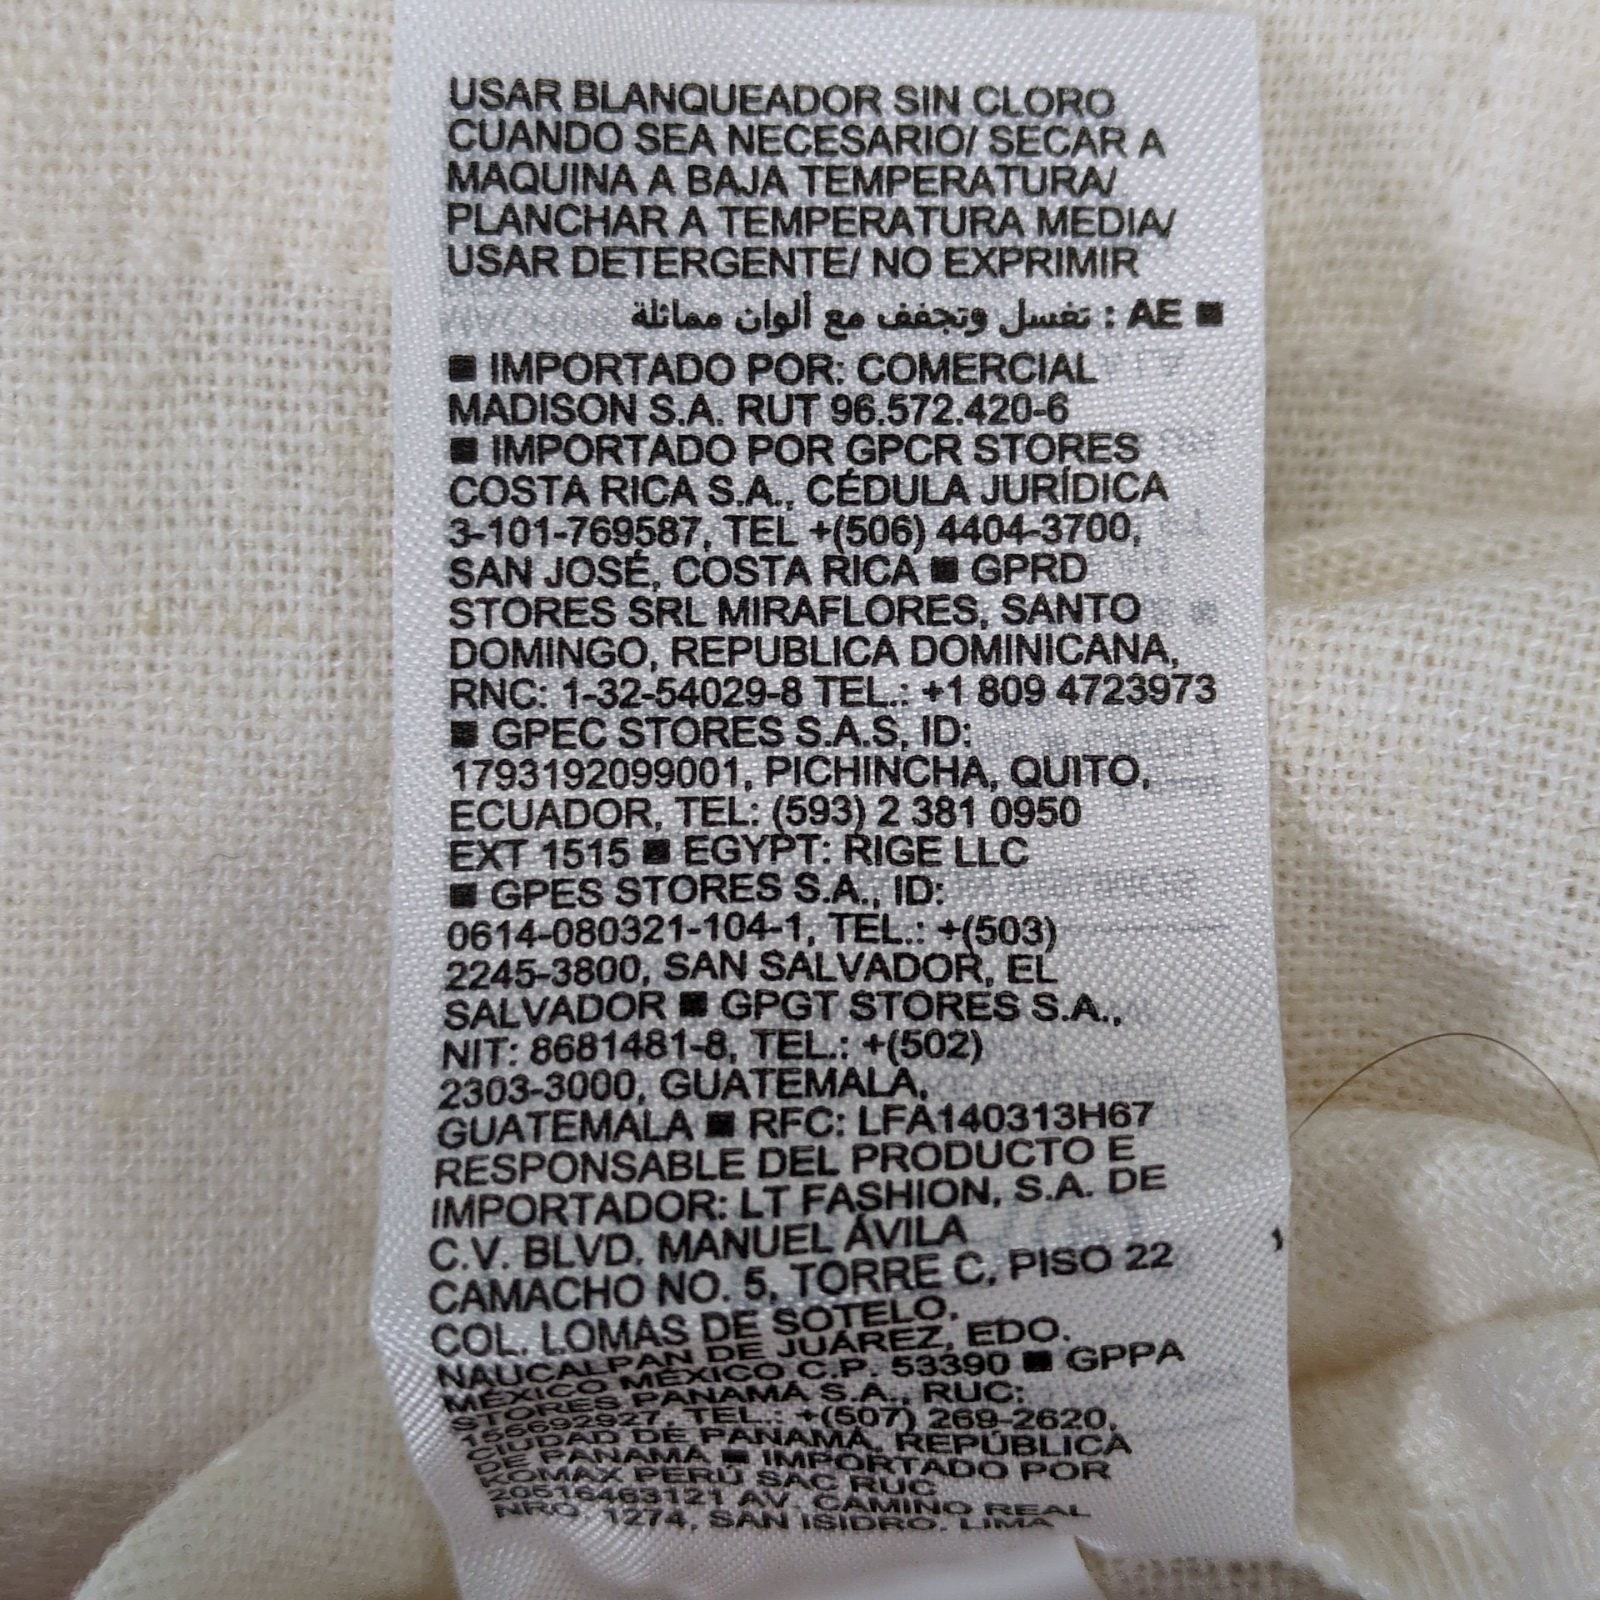 USAR BLANQUEADOR SIN CLORO
CUANDO SEA NECESARIO/ SECAR A
MAQUINA A BAJA TEMPERATURA/
PLANCHAR A TEMPERATURA MEDIA/
USAR DETERGENTE/ NO EXPRIMIR
■ AE : تغسل وتجفف مع ألوان مماثلة
■ IMPORTADO POR: COMERCIAL
MADISON S.A. RUT 96.572.420-6
■ IMPORTADO POR GPCR STORES
COSTA RICA S.A., CÉDULA JURÍDICA
3-101-769587, TEL +(506) 4404-3700,
SAN JOSÉ, COSTA RICA ■ GPRD
STORES SRL MIRAFLORES, SANTO
DOMINGO, REPUBLICA DOMINICANA,
RNC: 1-32-54029-8 TEL.: +1 809 4723973
■ GPEC STORES S.A.S, ID:
1793192099001, PICHINCHA, QUITO,
ECUADOR, TEL: (593) 2 381 0950
EXT 1515 ■ EGYPT: RIGE LLC
■ GPES STORES S.A., ID:
0614-080321-104-1, TEL.: +(503)
2245-3800, SAN SALVADOR, EL
SALVADOR ■ GPGT STORES S.A.,
NIT: 8681481-8, TEL.: +(502)
2303-3000, GUATEMALA,
GUATEMALA ■ RFC: LFA140313H67
RESPONSABLE DEL PRODUCTO E
IMPORTADOR: LT FASHION, S.A. DE
C.V. BLVD. MANUEL ÁVILA
CAMACHO NO. 5, TORRE C, PISO 22
COL. LOMAS DE SOTELO,
NAUCALPAN DE JUÁREZ, EDO.
MÉXICO MÉXICO C.P. 53390 ■ GPPA
STORES PANAMÁ S.A., RUC:
155692927, TEL.: +(507) 269-2620,
CIUDAD DE PANAMÁ, REPÚBLICA
DE PANAMA ■ IMPORTADO POR
KOMAX PERÚ SAC RUC
20516463121 AV. CAMINO REAL
NRO. 1274, SAN ISIDRO. LIMA